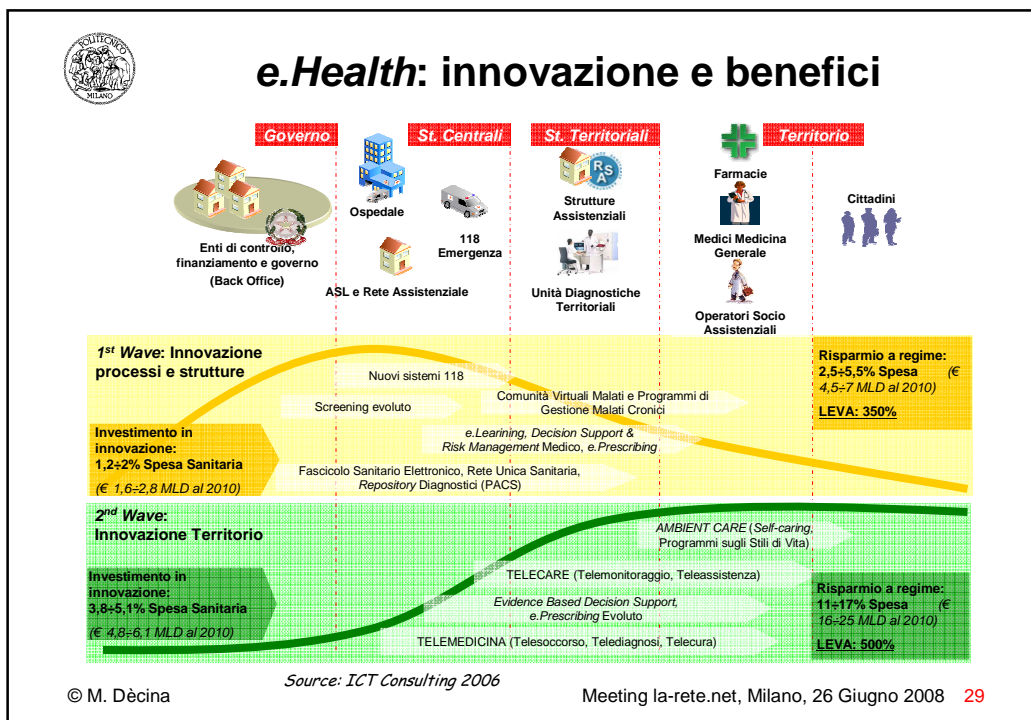 POLITECNICO
MILANO
e.Health: innovazione e benefici
Governo
St. Centrali
St. Territoriali
Territorio
Enti di controllo,
finanziamento e governo
(Back Office)
Ospedale
118
Emergenza
ASL e Rete Assistenziale
RSA
Strutture
Assistenziali
Unità Diagnostiche
Territoriali
Farmacie
Medici Medicina
Generale
Operatori Socio
Assistenziali
Cittadini
1st Wave: Innovazione
processi e strutture
Nuovi sistemi 118
Screening evoluto
Comunità Virtuali Malati e Programmi di
Gestione Malati Cronici
e.Learining, Decision Support &
Risk Management Medico, e.Prescribing
Fascicolo Sanitario Elettronico, Rete Unica Sanitaria,
Repository Diagnostici (PACS)
Investimento in
innovazione:
1,2÷2% Spesa Sanitaria
(€ 1,6÷2,8 MLD al 2010)
Risparmio a regime:
2,5÷5,5% Spesa (€
4,5÷7 MLD al 2010)
LEVA: 350%
2nd Wave:
Innovazione Territorio
AMBIENT CARE (Self-caring,
Programmi sugli Stili di Vita)
TELECARE (Telemonitoraggio, Teleassistenza)
Evidence Based Decision Support,
e.Prescribing Evoluto
TELEMEDICINA (Telesoccorso, Telediagnosi, Telecura)
Investimento in
innovazione:
3,8÷5,1% Spesa Sanitaria
(€ 4,8÷6,1 MLD al 2010)
Risparmio a regime:
11÷17% Spesa (€
16÷25 MLD al 2010)
LEVA: 500%
Source: ICT Consulting 2006
© M. Dècina
Meeting la-rete.net, Milano, 26 Giugno 2008 29